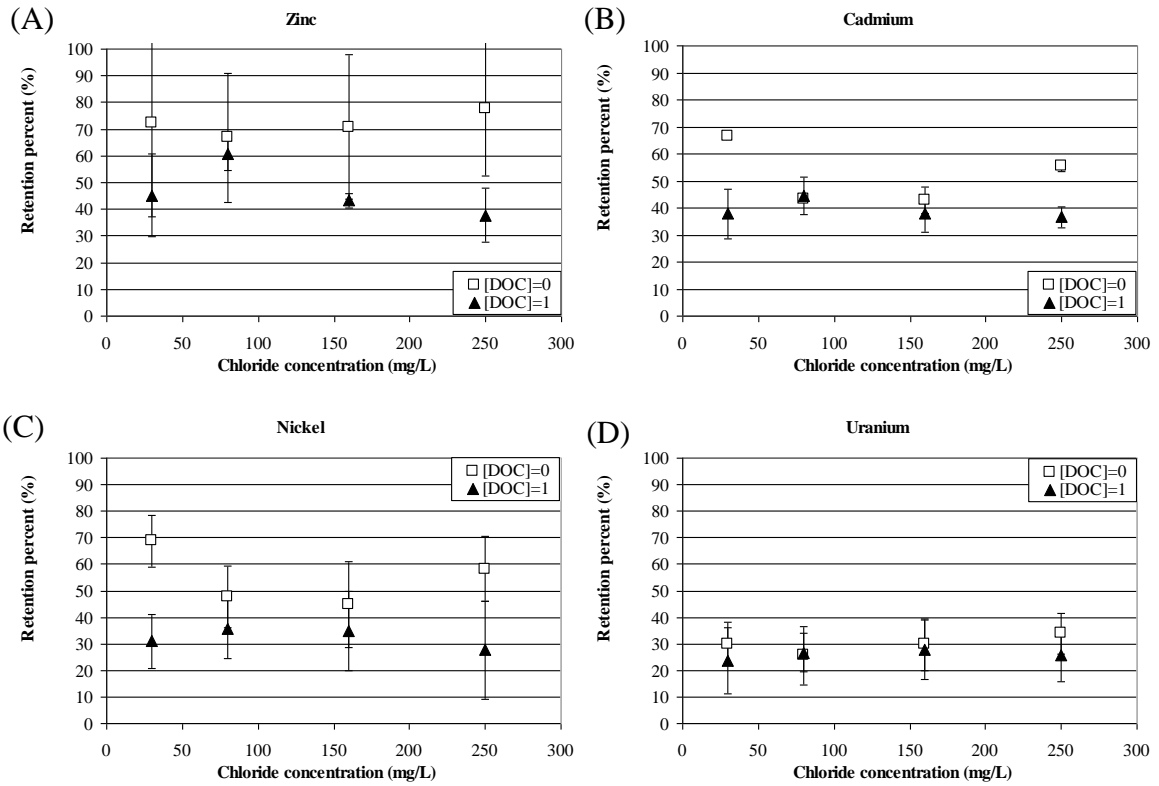 (A)
Zinc
Retention percent (%)
100
90
80
70
60
50
40
30
20
10
0
[DOC]=0
[DOC]=1
0 50 100 150 200 250 300
Chloride concentration (mg/L)
(B)
Cadmium
Retention percent (%)
100
90
80
70
60
50
40
30
20
10
0
[DOC]=0
[DOC]=1
0 50 100 150 200 250 300
Chloride concentration (mg/L)
(C)
Nickel
Retention percent (%)
100
90
80
70
60
50
40
30
20
10
0
[DOC]=0
[DOC]=1
0 50 100 150 200 250 300
Chloride concentration (mg/L)
(D)
Uranium
Retention percent (%)
100
90
80
70
60
50
40
30
20
10
0
[DOC]=0
[DOC]=1
0 50 100 150 200 250 300
Chloride concentration (mg/L)